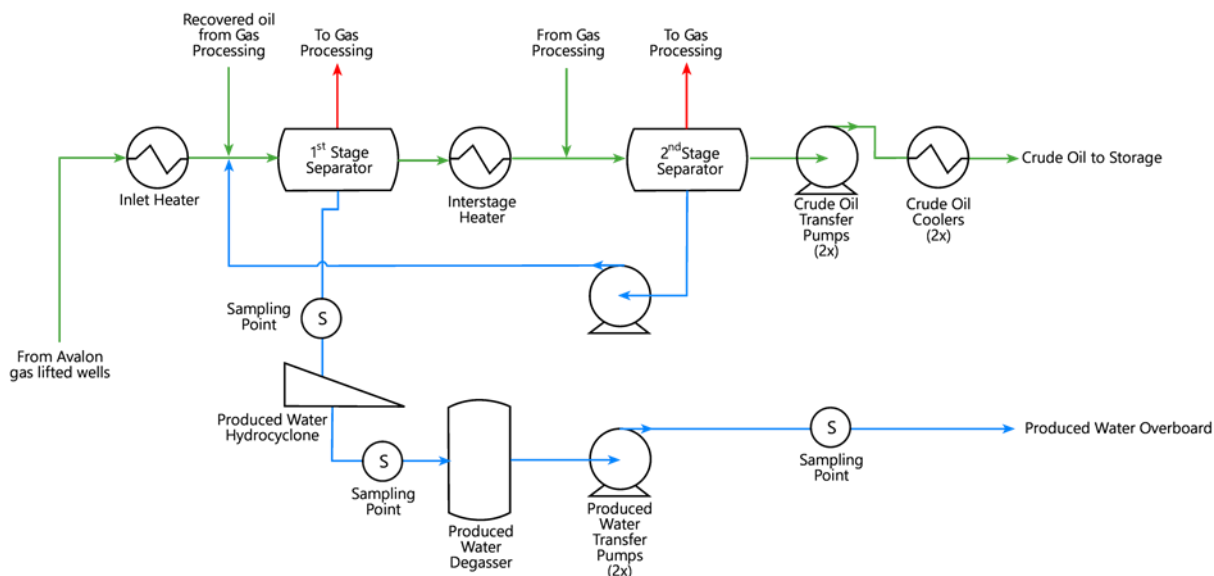 Recovered oil
from Gas
Processing
To Gas
Processing
From Gas
Processing
To Gas
Processing
1st Stage
Separator
2nd Stage
Separator
Crude Oil to Storage
Inlet Heater
Interstage
Heater
Crude Oil
Transfer
Pumps
(2x)
Crude Oil
Coolers
(2x)
Sampling
Point
S
From Avalon
gas lifted wells
Produced Water
Hydrocyclone
S
Sampling
Point
Produced
Water
Degasser
Produced
Water
Transfer
Pumps
(2x)
S
Sampling
Point
Produced Water Overboard